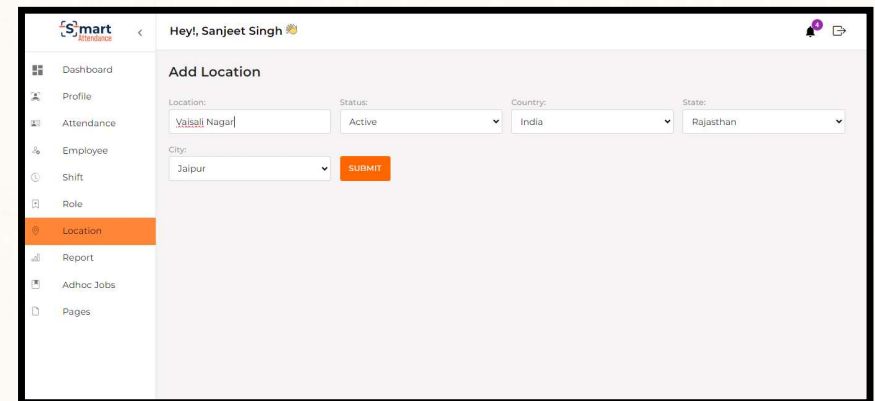 Smart
Attendance
Hey!, Sanjeet Singh 👏
4
Dashboard
Profile
Attendance
Employee
Shift
Role
Location
Report
Adhoc Jobs
Pages
Add Location
Location:
Status:
Country:
State:
Vaisali Nagar
Active
India
Rajasthan
City:
Jaipur
SUBMIT